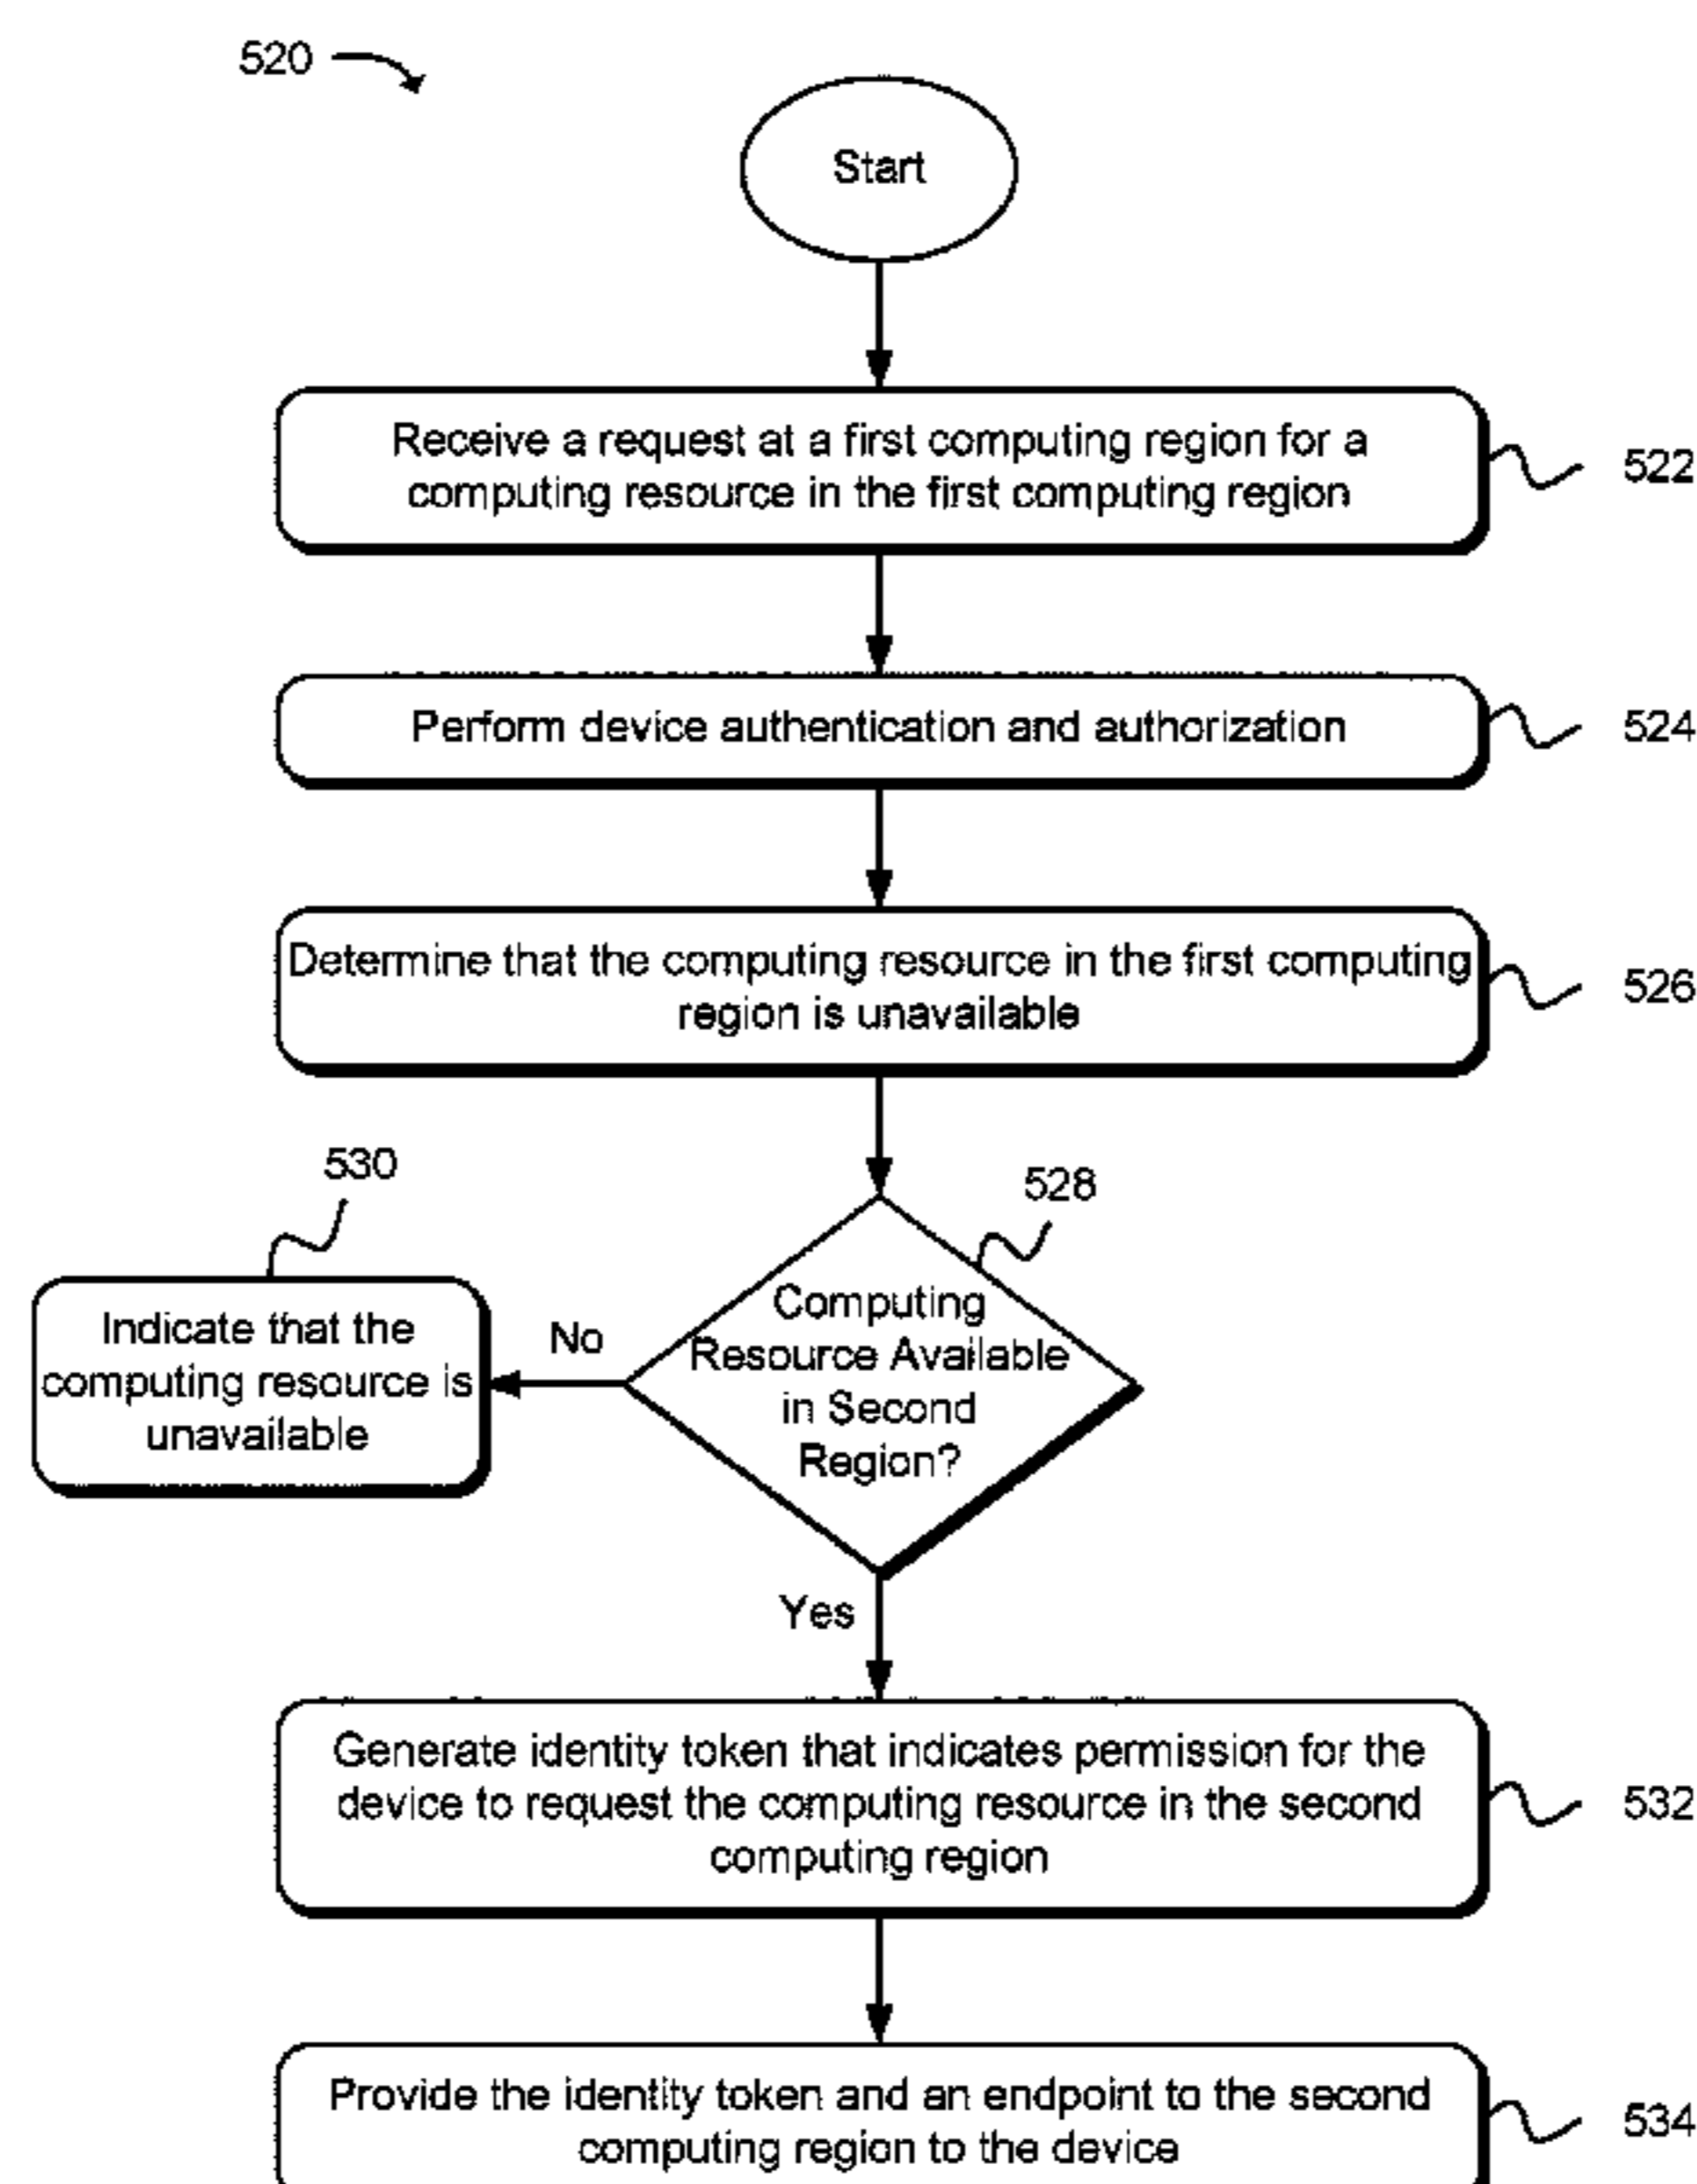 520
Start
Receive a request at a first computing region for a
computing resource in the first computing region
522
Perform device authentication and authorization
524
Determine that the computing resource in the first computing
region is unavailable
526
530
528
Indicate that the
computing resource is
unavailable
No
Computing
Resource Available
in Second
Region?
Yes
Generate identity token that indicates permission for the
device to request the computing resource in the second
computing region
532
Provide the identity token and an endpoint to the second
computing region to the device
534